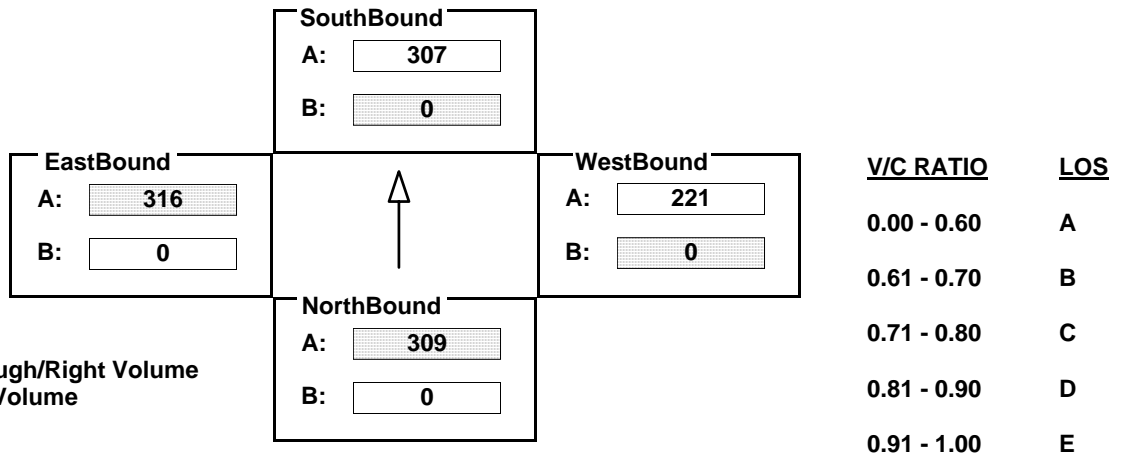 SouthBound
A: 307
B: 0
EastBound
A: 316
B: 0
WestBound
A: 221
B: 0
NorthBound
A: 309
B: 0
Right Volume
Volume
V/C RATIO LOS
0.00 - 0.60 A
0.61 - 0.70 B
0.71 - 0.80 C
0.81 - 0.90 D
0.91 - 1.00 E